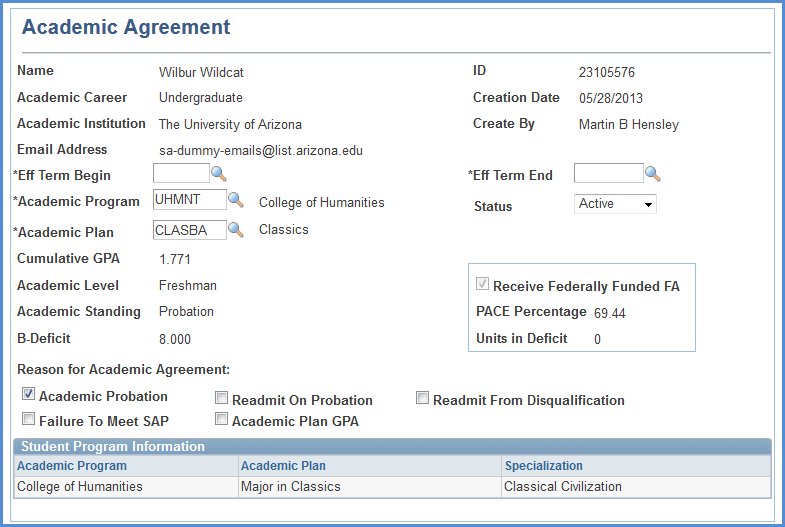 Academic Agreement
Name Wilbur Wildcat ID 23105576
Academic Career Undergraduate Creation Date 05/28/2013
Academic Institution The University of Arizona Create By Martin B Hensley
Email Address sa-dummy-emails@list.arizona.edu
*Eff Term Begin *Eff Term End
*Academic Program UHMNT College of Humanities Status Active
*Academic Plan CLASBA Classics
Cumulative GPA 1.771
Academic Level Freshman Receive Federally Funded FA
Academic Standing Probation PACE Percentage 69.44
B-Deficit 8.000 Units in Deficit 0
Reason for Academic Agreement:
Academic Probation Readmit On Probation Readmit From Disqualification
Failure To Meet SAP Academic Plan GPA
Student Program Information
Academic Program Academic Plan Specialization
College of Humanities Major in Classics Classical Civilization